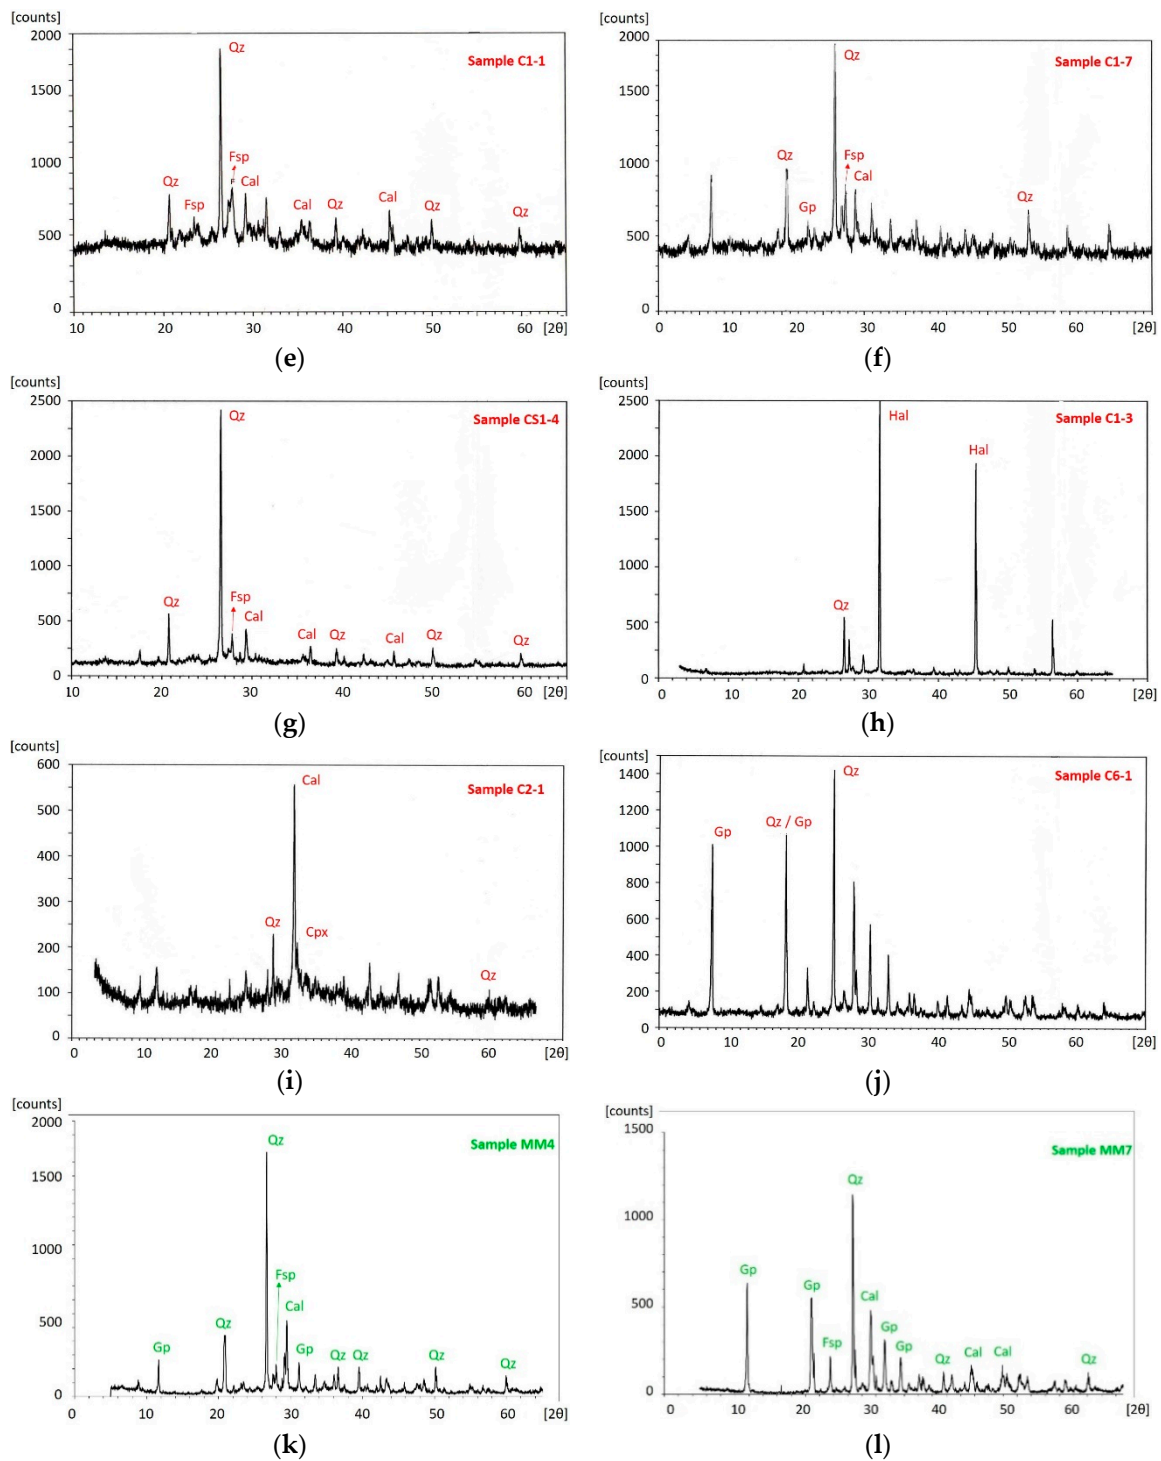 [counts]
2000
Qz
Sample C1-1
1500
1000
Fsp
Qz
Cal
Fsp
Cal
Qz
Cal
Qz
Qz
500
0
10 20 30 40 50 60 [2θ]
(e)
2000
Qz
Sample C1-7
1500
1000
Qz
Fsp
Cal
Gp
Qz
500
0
0 10 20 30 40 50 60 [2θ]
(f)
[counts]
2500
Qz
Sample CS1-4
2000
1500
1000
Qz
Fsp
Cal
500
Cal
Qz
Cal
Qz
Qz
0
10 20 30 40 50 60 [2θ]
(g)
2500
Hal
Sample C1-3
2000
Hal
1500
1000
Qz
500
0
0 10 20 30 40 50 60 [2θ]
(h)
[counts]
600
Cal
Sample C2-1
500
400
300
Qz
Cpx
200
Qz
100
0
0 10 20 30 40 50 60 [2θ]
(i)
1400
Qz
Sample C6-1
1200
Gp
Qz / Gp
1000
800
600
400
200
0
0 10 20 30 40 50 60 [2θ]
(j)
[counts]
2000
Qz
Sample MM4
1500
1000
Fsp
Cal
500
Gp
Qz
Gp
Qz
Qz
Qz
Qz
0
0 10 20 30 40 50 60 [2θ]
(k)
[counts]
1500
Sample MM7
Qz
1000
Gp
Gp
Cal
500
Fsp
Gp
Gp
Qz
Cal
Cal
Qz
0
0 10 20 30 40 50 60 [2θ]
(l)